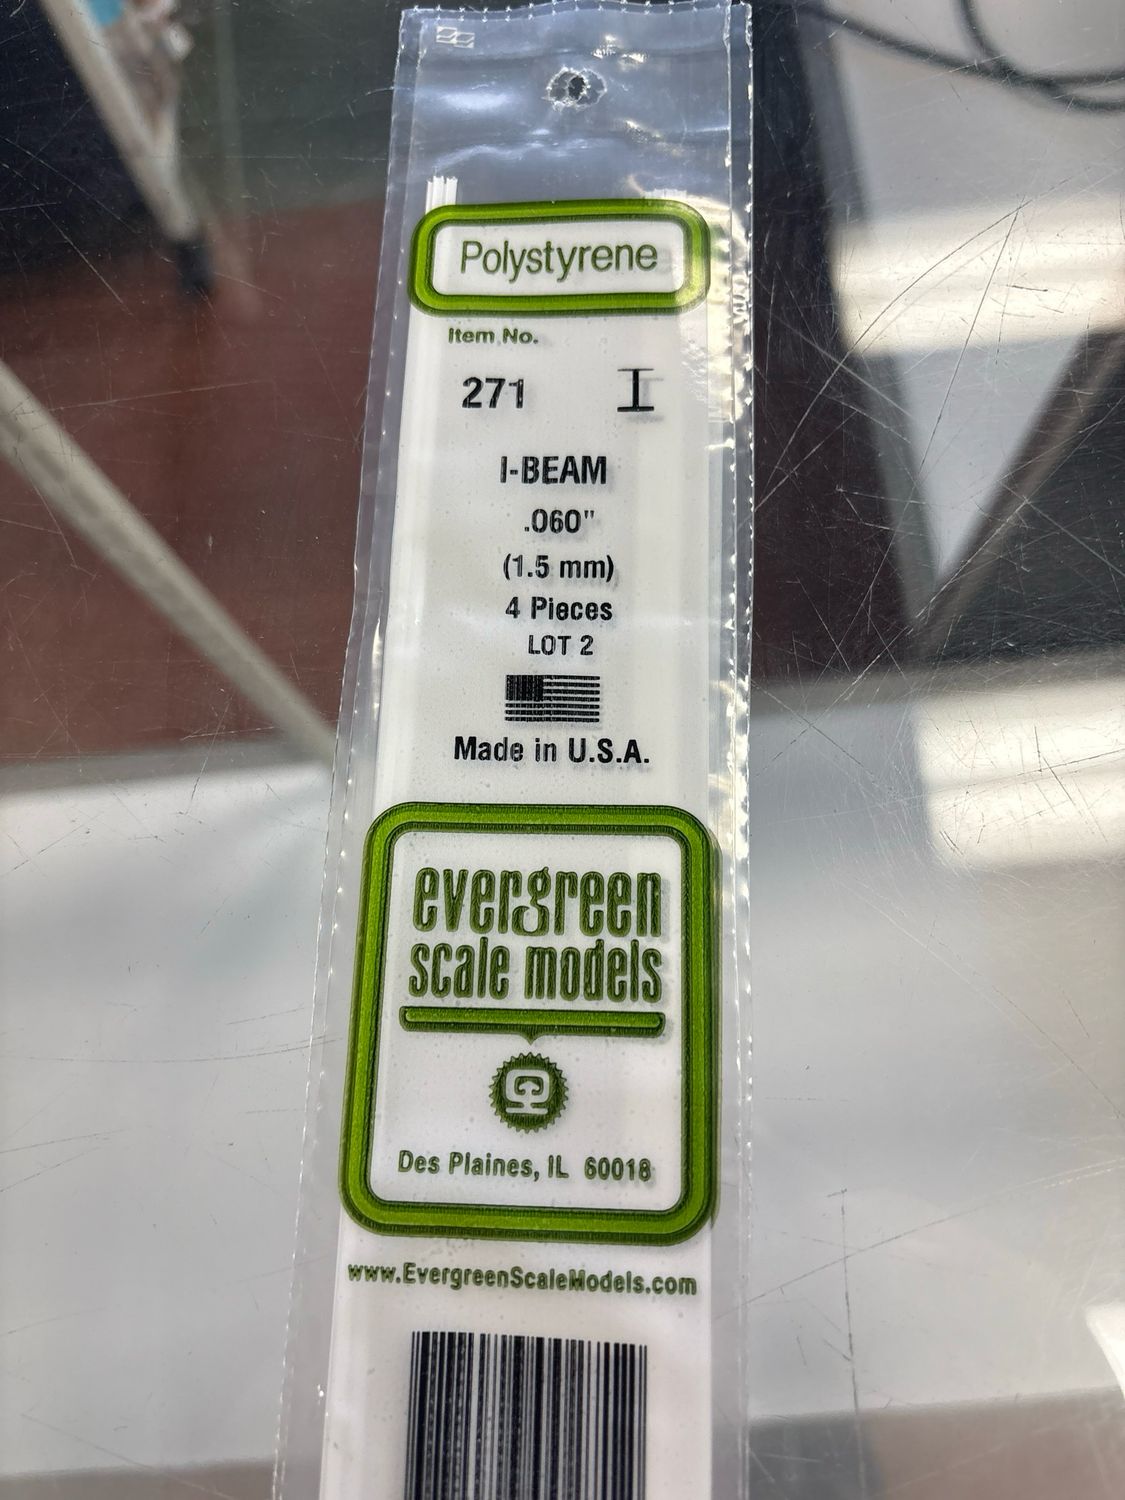 Polystyrene
Item No.
271
I-BEAM
.060"
(1.5 mm)
4 Pieces
LOT 2
Made in U.S.A.
evergreen
scale models
Des Plaines, IL 60018
www.EvergreenScaleModels.com